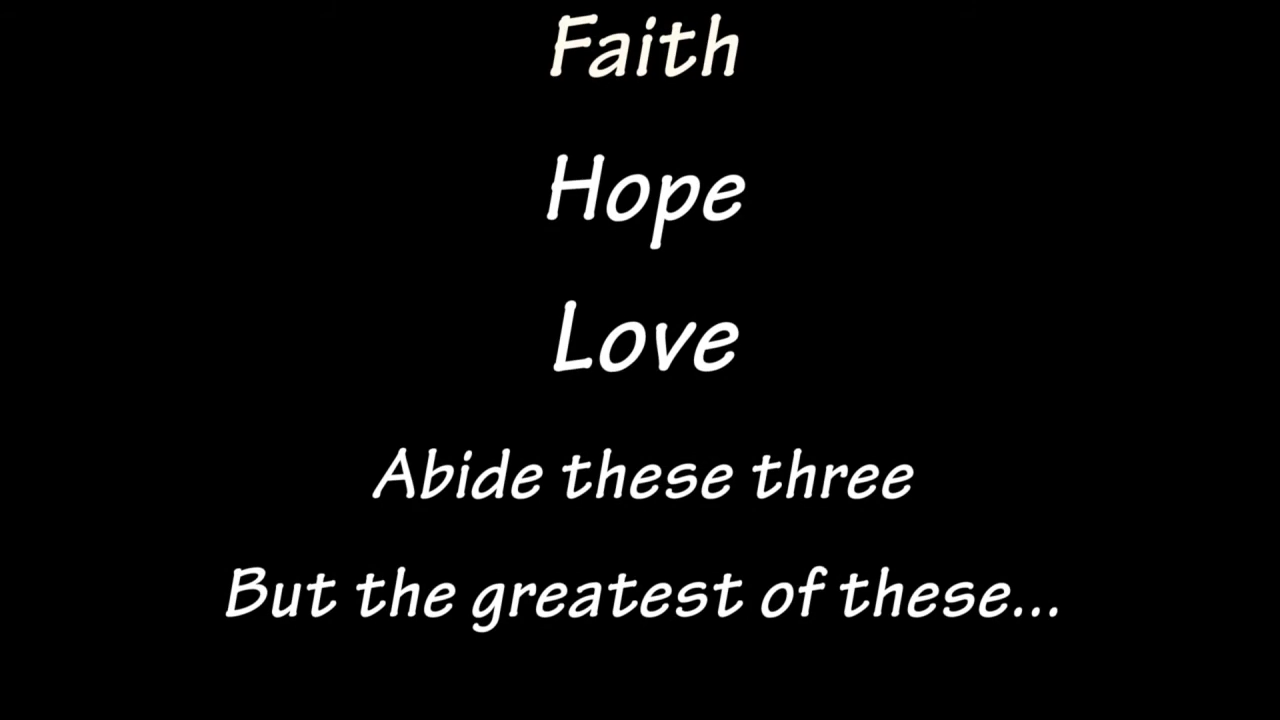 Faith
Hope
Love
Abide these three
But the greatest of these...